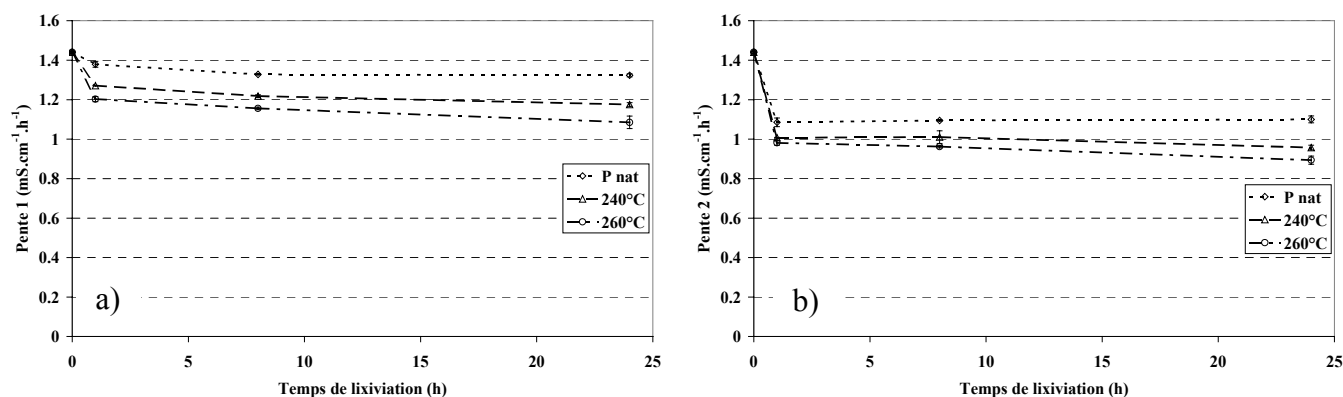 1.6
1.4
1.2
1
0.8
0.6
0.4
0.2
0
Pente 1 (mS.cm⁻¹.h⁻¹)
P nat
240°C
260°C
a)
0 5 10 15 20 25
Temps de lixiviation (h)
1.6
1.4
1.2
1
0.8
0.6
0.4
0.2
0
Pente 2 (mS.cm⁻¹.h⁻¹)
P nat
240°C
260°C
b)
0 5 10 15 20 25
Temps de lixiviation (h)